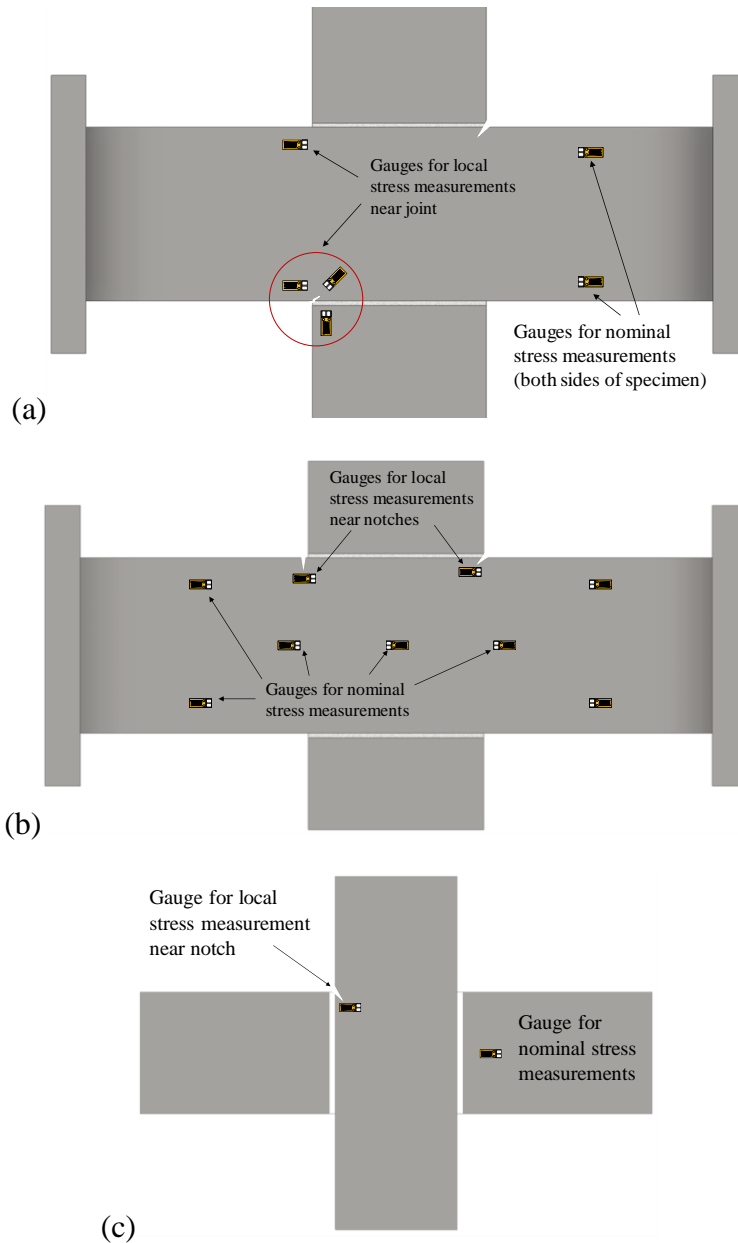 Gauges for local
stress measurements
near joint
Gauges for nominal
stress measurements
(both sides of specimen)
(a)
Gauges for local
stress measurements
near notches
Gauges for nominal
stress measurements
(b)
Gauge for local
stress measurement
near notch
Gauge for
nominal stress
measurements
(c)